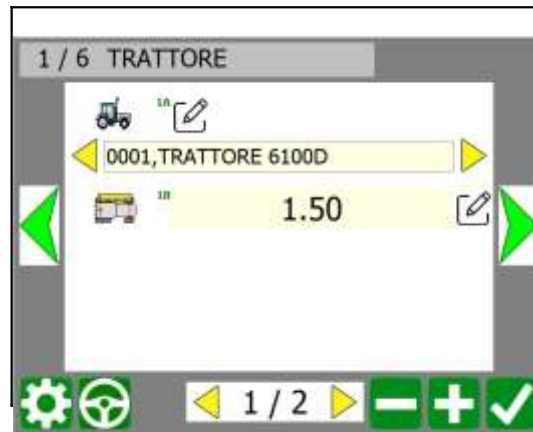 1 / 6 TRATTORE
1A
0001,TRATTORE 6100D
1B
1.50
1 / 2